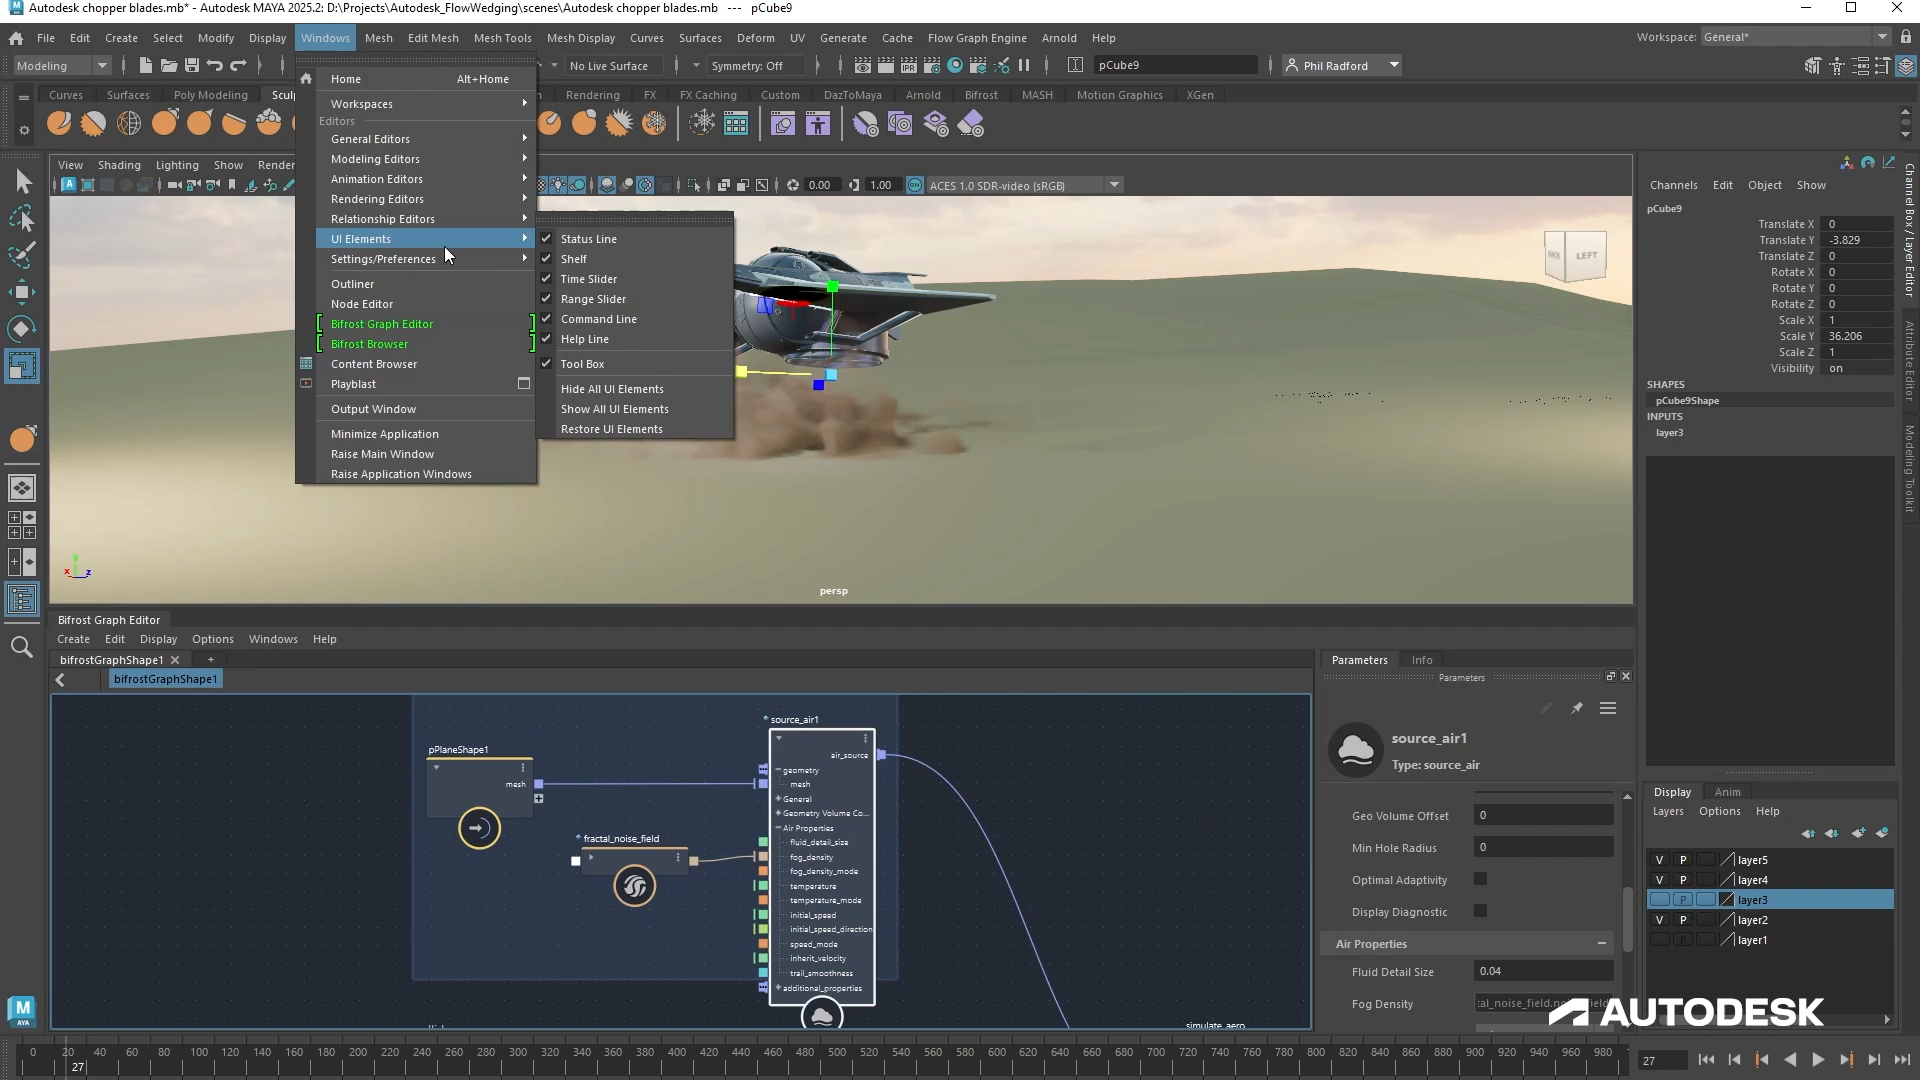 Autodesk chopper blades.mb* - Autodesk MAYA 2025.2: D:\Projects\Autodesk_FlowWedging\scenes\Autodesk chopper blades.mb --- pCube9
File Edit Create Select Modify Display Windows Mesh Edit Mesh Mesh Tools Mesh Display Curves Surfaces Deform UV Generate Cache Flow Graph Engine Arnold Help
Workspace: General*
Modeling No Live Surface Symmetry: Off pCube9 Phil Radford
Curves Surfaces Poly Modeling Sculp Rendering FX FX Caching Custom DazToMaya Arnold Bifrost MASH Motion Graphics XGen
Home Alt+Home
Workspaces
Editors
General Editors
Modeling Editors
Animation Editors
Rendering Editors
Relationship Editors
UI Elements
Settings/Preferences
Outliner
Node Editor
Bifrost Graph Editor
Bifrost Browser
Content Browser
Playblast
Output Window
Minimize Application
Raise Main Window
Raise Application Windows
Status Line
Shelf
Time Slider
Range Slider
Command Line
Help Line
Tool Box
Hide All UI Elements
Show All UI Elements
Restore UI Elements
View Shading Lighting Show Render
0.00 1.00 ON ACES 1.0 SDR-video (sRGB)
BACK LEFT
Y
X Z
persp
Channels Edit Object Show
pCube9
Translate X 0
Translate Y -3.829
Translate Z 0
Rotate X 0
Rotate Y 0
Rotate Z 0
Scale X 1
Scale Y 36.206
Scale Z 1
Visibility on
SHAPES
pCube9Shape
INPUTS
layer3
Channel Box / Layer Editor
Attribute Editor
Modeling Toolkit
Bifrost Graph Editor
Create Edit Display Options Windows Help
bifrostGraphShape1 +
bifrostGraphShape1
pPlaneShape1
mesh
fractal_noise_field
source_air1
air_source
geometry
mesh
General
Geometry Volume Co...
Air Properties
fluid_detail_size
fog_density
fog_density_mode
temperature
temperature_mode
initial_speed
initial_speed_direction
speed_mode
inherit_velocity
trail_smoothness
additional_properties
simulate_aero
Parameters Info
Parameters
source_air1
Type: source_air
Geo Volume Offset 0
Min Hole Radius 0
Optimal Adaptivity
Display Diagnostic
Air Properties
Fluid Detail Size 0.04
Fog Density
Display Anim
Layers Options Help
V P layer5
V P layer4
P layer3
V P layer2
P layer1
AUTODESK
M
AYA
0 20 40 60 80 100 120 140 160 180 200 220 240 260 280 300 320 340 360 380 400 420 440 460 480 500 520 540 560 580 600 620 640 660 680 700 720 740 760 780 800 820 840 860 880 900 920 940 960 980
27
27